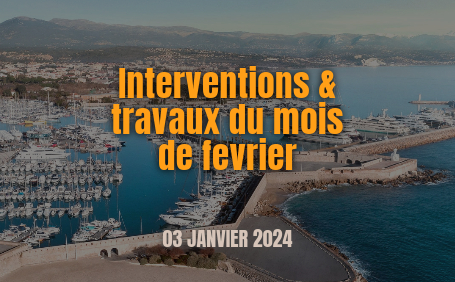 Interventions &
travaux du mois
de fevrier
03 JANVIER 2024